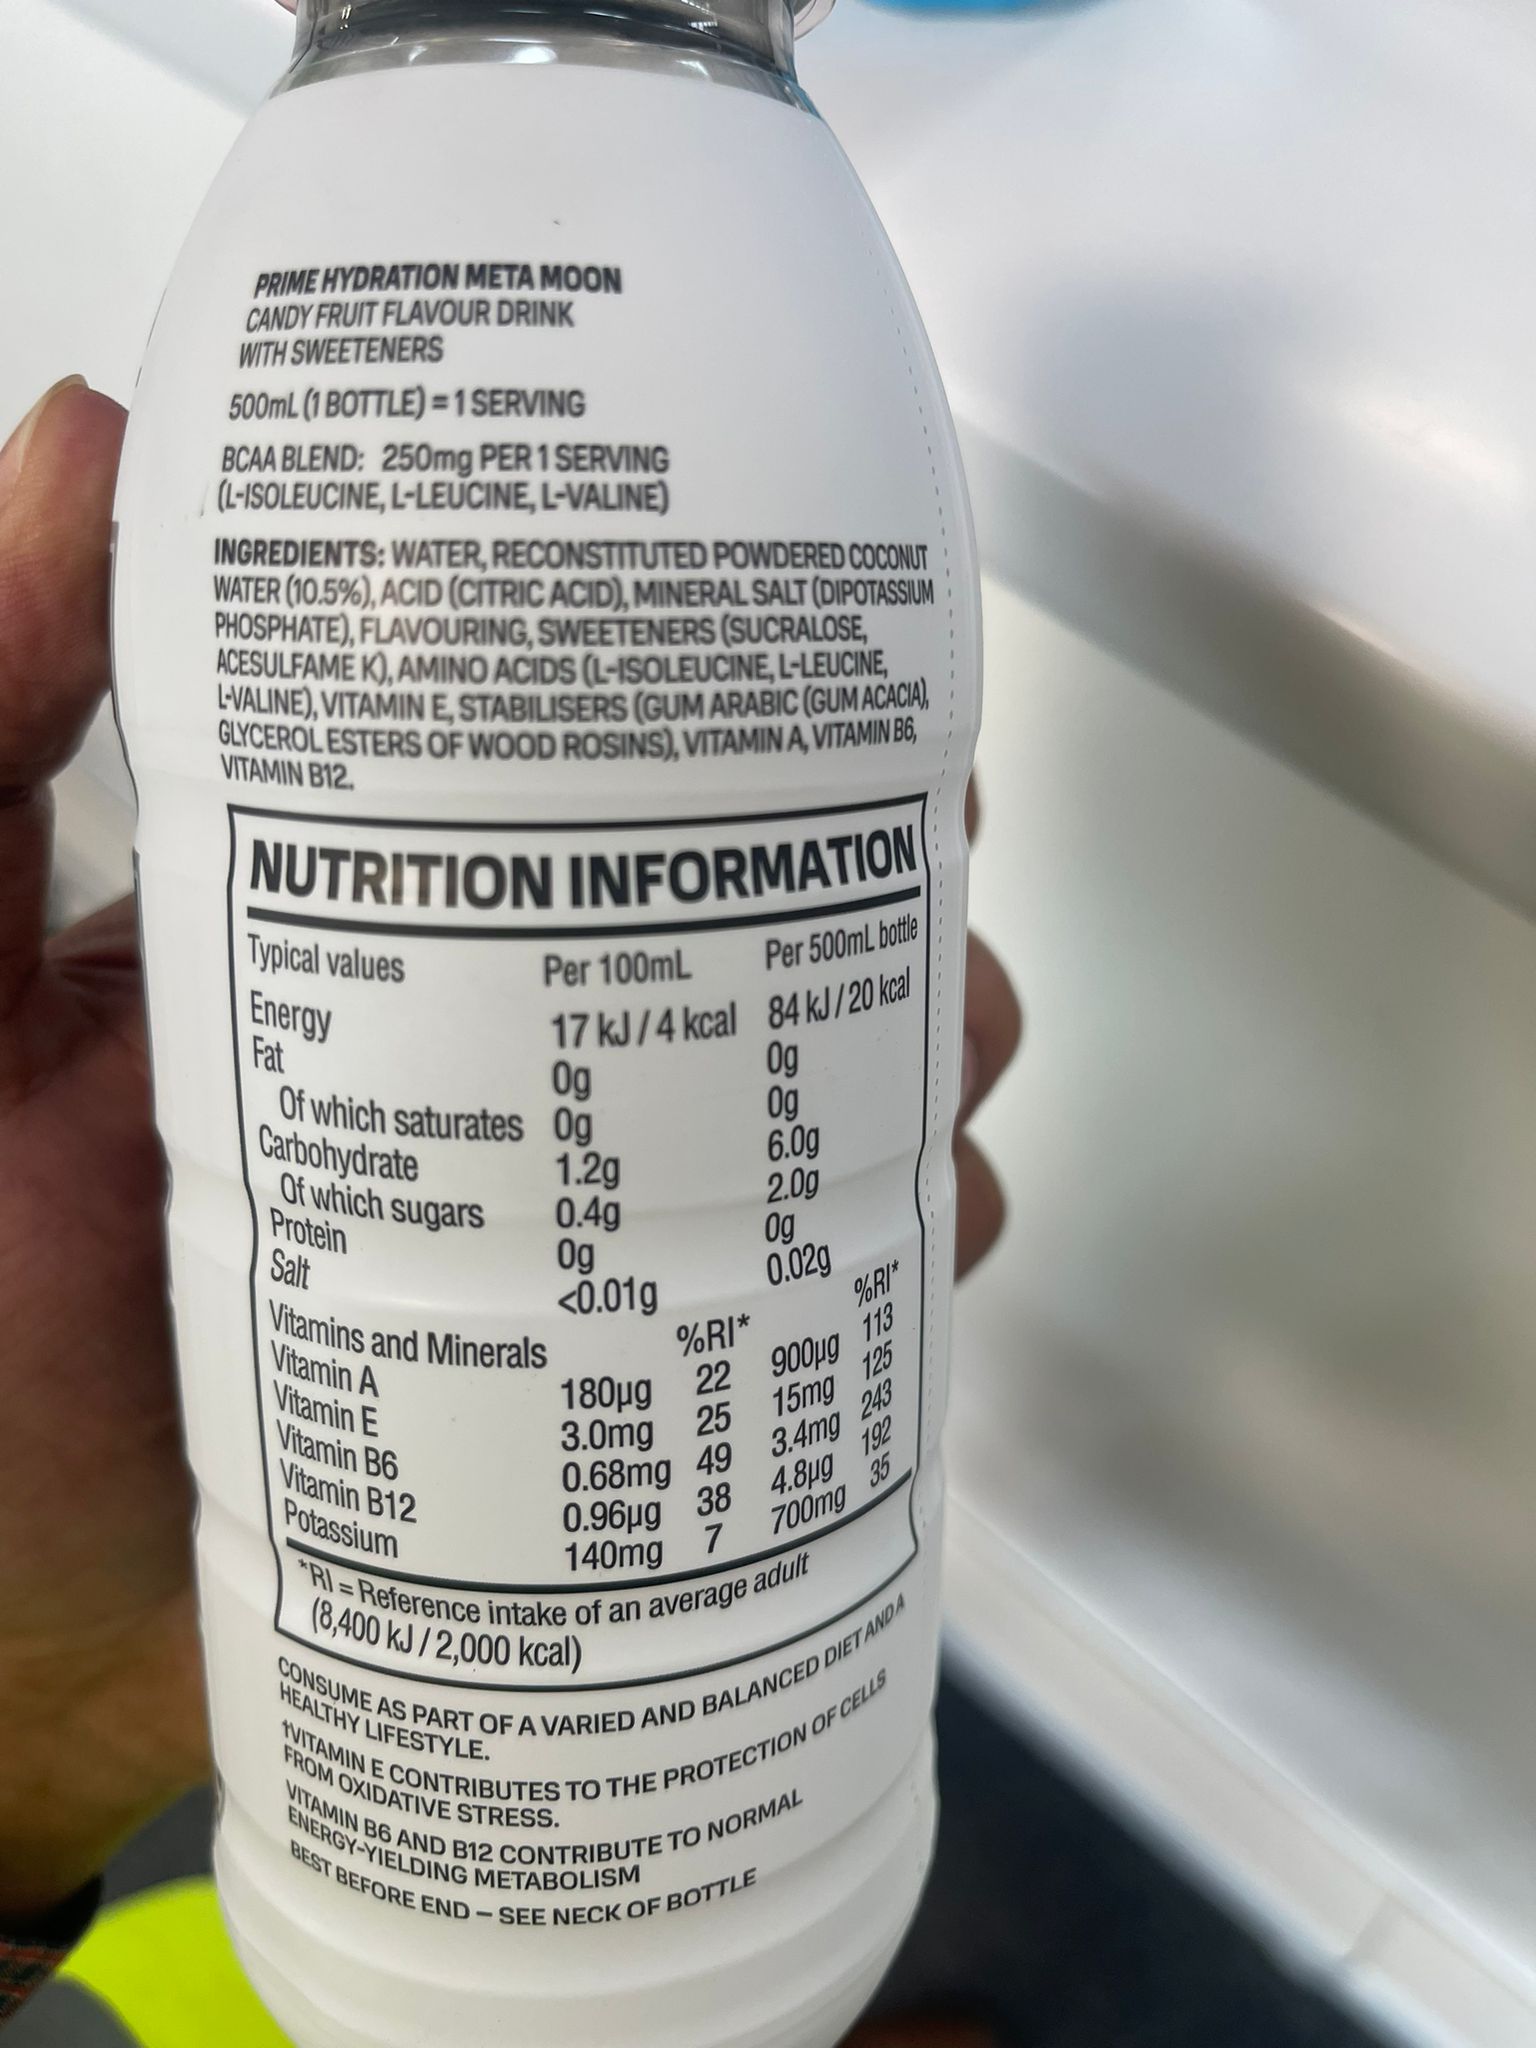 PRIME HYDRATION META MOON
CANDY FRUIT FLAVOUR DRINK
WITH SWEETENERS
500mL (1 BOTTLE) = 1 SERVING
BCAA BLEND: 250mg PER 1 SERVING
(L-ISOLEUCINE, L-LEUCINE, L-VALINE)
INGREDIENTS: WATER, RECONSTITUTED POWDERED COCONUT
WATER (10.5%), ACID (CITRIC ACID), MINERAL SALT (DIPOTASSIUM
PHOSPHATE), FLAVOURING, SWEETENERS (SUCRALOSE,
ACESULFAME K), AMINO ACIDS (L-ISOLEUCINE, L-LEUCINE,
L-VALINE), VITAMIN E, STABILISERS (GUM ARABIC (GUM ACACIA),
GLYCEROL ESTERS OF WOOD ROSINS), VITAMIN A, VITAMIN B6,
VITAMIN B12.
NUTRITION INFORMATION
Typical values Per 100mL Per 500mL bottle
Energy 17 kJ / 4 kcal 84 kJ / 20 kcal
Fat 0g 0g
Of which saturates 0g 0g
Carbohydrate 1.2g 6.0g
Of which sugars 0.4g 2.0g
Protein 0g 0g
Salt <0.01g 0.02g
Vitamins and Minerals %RI* %RI*
Vitamin A 180µg 22 900µg 113
Vitamin E 3.0mg 25 15mg 125
Vitamin B6 0.68mg 49 3.4mg 243
Vitamin B12 0.96µg 38 4.8µg 192
Potassium 140mg 7 700mg 35
*RI = Reference intake of an average adult
(8,400 kJ / 2,000 kcal)
CONSUME AS PART OF A VARIED AND BALANCED DIET AND A
HEALTHY LIFESTYLE.
†VITAMIN E CONTRIBUTES TO THE PROTECTION OF CELLS
FROM OXIDATIVE STRESS.
VITAMIN B6 AND B12 CONTRIBUTE TO NORMAL
ENERGY-YIELDING METABOLISM
BEST BEFORE END – SEE NECK OF BOTTLE